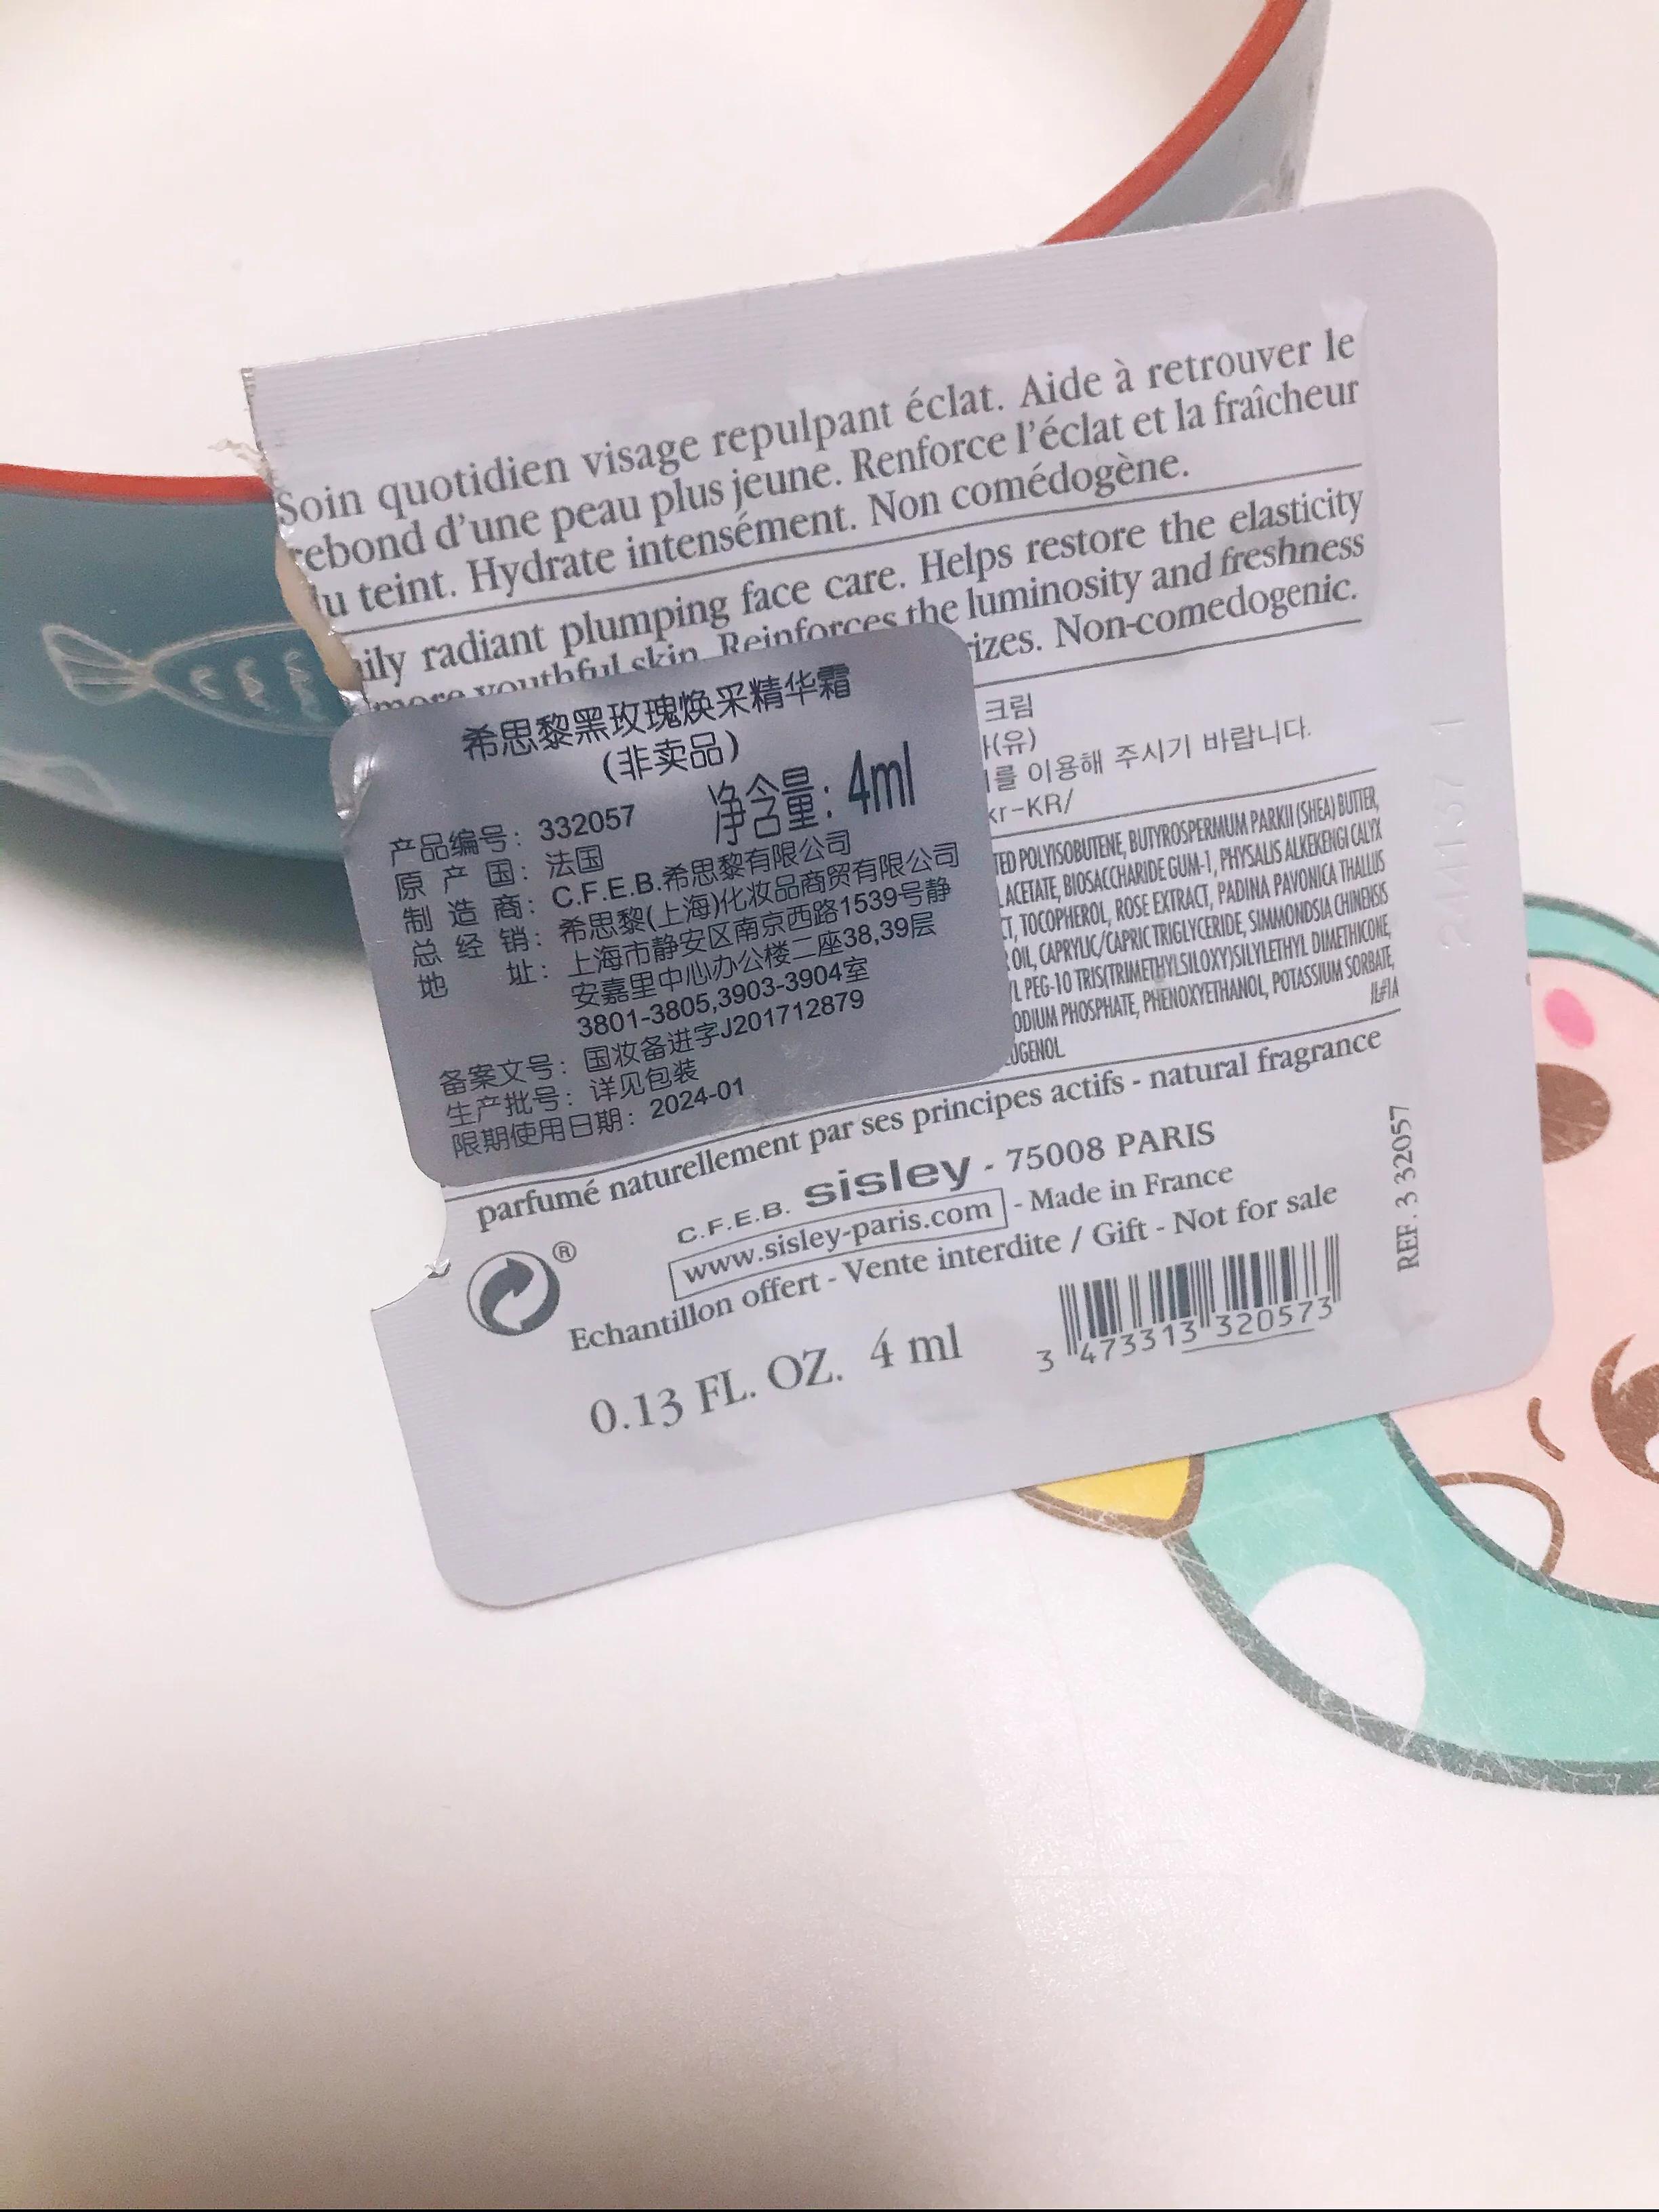 Soin quotidien visage repulpant éclat. Aide à retrouver le
rebond d'une peau plus jeune. Renforce l'éclat et la fraîcheur
du teint. Hydrate intensément. Non comédogène.
ily radiant plumping face care. Helps restore the elasticity
more youthful skin. Reinforces the luminosity and freshness
rizes. Non-comedogenic.
希思黎黑玫瑰焕采精华霜
(非卖品)
产品编号：332057 净含量：4ml
原产国：法国
制造商：C.F.E.B.希思黎有限公司
总经销：希思黎(上海)化妆品商贸有限公司
地址：上海市静安区南京西路1539号静
安嘉里中心办公楼二座38,39层
3801-3805,3903-3904室
备案文号：国妆备进字J201712879
生产批号：详见包装
限期使用日期：2024-01
크림
(유)
를 이용해 주시기 바랍니다.
kr-KR/
TED POLYISOBUTENE, BUTYROSPERMUM PARKII (SHEA) BUTTER,
ACETATE, BIOSACCHARIDE GUM-1, PHYSALIS ALKEKENGI CALYX
CT, TOCOPHEROL, ROSE EXTRACT, PADINA PAVONICA THALLUS
OIL, CAPRYLIC/CAPRIC TRIGLYCERIDE, SIMMONDSIA CHINENSIS
YL PEG-10 TRIS(TRIMETHYLSILOXY)SILYLETHYL DIMETHICONE,
ODIUM PHOSPHATE, PHENOXYETHANOL, POTASSIUM SORBATE,
UGENOL IL#1A
parfumé naturellement par ses principes actifs - natural fragrance
C.F.E.B. sisley - 75008 PARIS
www.sisley-paris.com - Made in France
Echantillon offert - Vente interdite / Gift - Not for sale
0.13 FL. OZ. 4 ml
3 473313 320573
REF. 3 32057